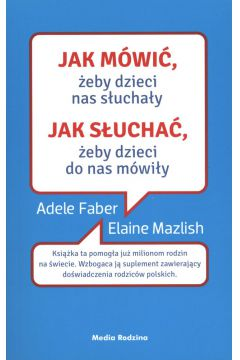 JAK MÓWIĆ,
żeby dzieci
nas słuchały
JAK SŁUCHAĆ,
żeby dzieci
do nas mówiły
Adele Faber
Elaine Mazlish
Książka ta pomogła już milionom rodzin
na świecie. Wzbogaca ją suplement zawierający
doświadczenia rodziców polskich.
Media Rodzina